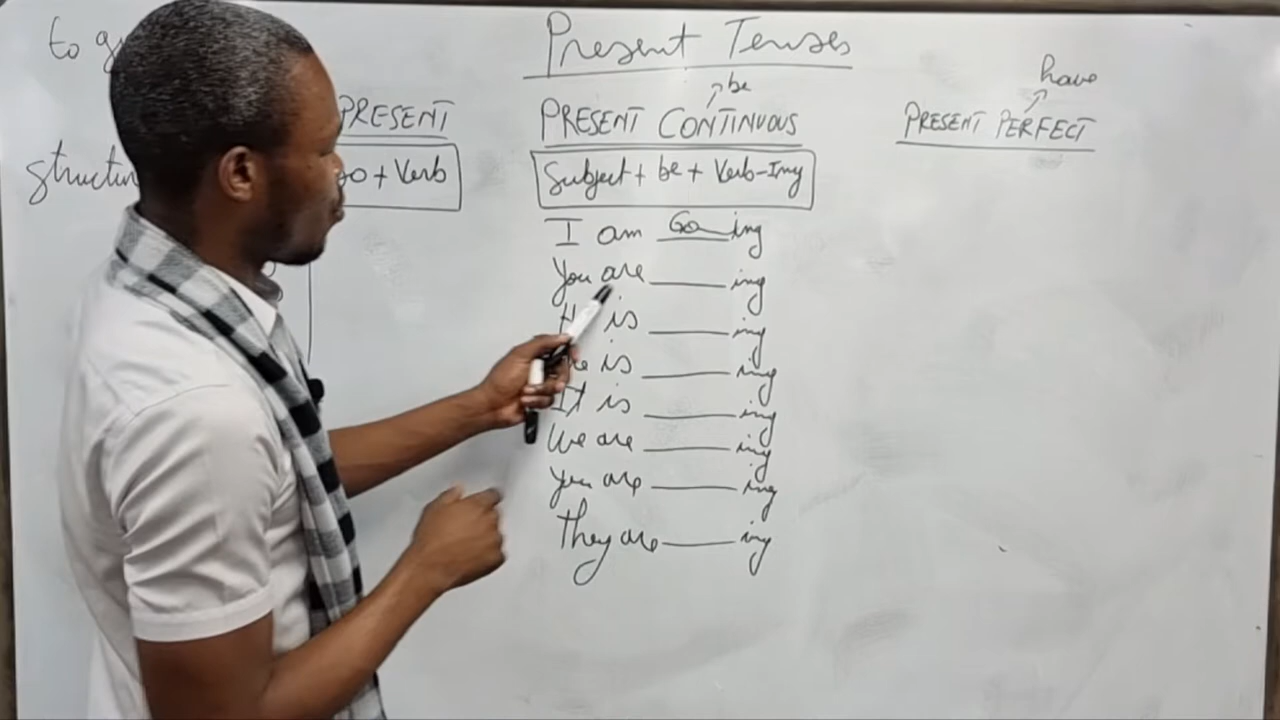 Present Tenses
to g
be
have
PRESENT
PRESENT CONTINUOUS
PRESENT PERFECT
+ Verb
Subject + be + Verb-Ing
I am Going
You are ____ ing
is ____ ing
is ____ ing
It is ____ ing
We are ____ ing
You are ____ ing
They are ____ ing